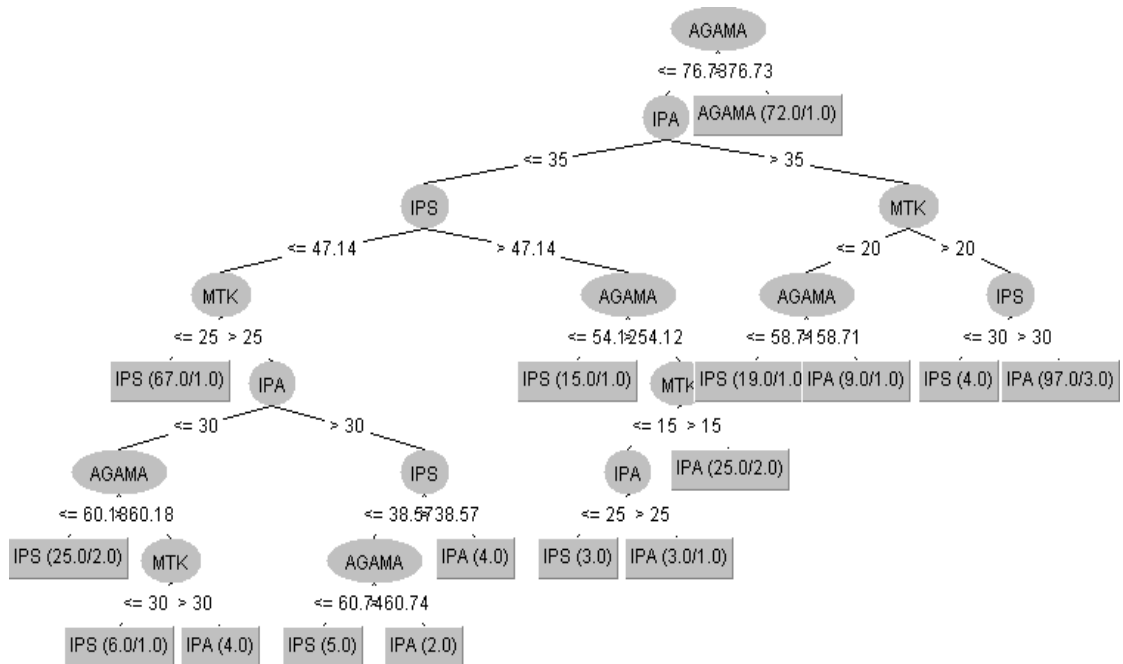 AGAMA
<= 76.73 > 76.73
IPA AGAMA (72.0/1.0)
<= 35 > 35
IPS MTK
<= 47.14 > 47.14 <= 20 > 20
MTK AGAMA AGAMA IPS
<= 25 > 25 <= 54.12 > 54.12 <= 58.71 > 58.71 <= 30 > 30
IPS (67.0/1.0) IPA IPS (15.0/1.0) MTK IPS (19.0/1.0) IPA (9.0/1.0) IPS (4.0) IPA (97.0/3.0)
<= 30 > 30 <= 15 > 15
AGAMA IPS IPA IPA (25.0/2.0)
<= 60.18 > 60.18 <= 38.57 > 38.57 <= 25 > 25
IPS (25.0/2.0) MTK AGAMA IPA (4.0) IPS (3.0) IPA (3.0/1.0)
<= 30 > 30 <= 60.74 > 60.74
IPS (6.0/1.0) IPA (4.0) IPS (5.0) IPA (2.0)